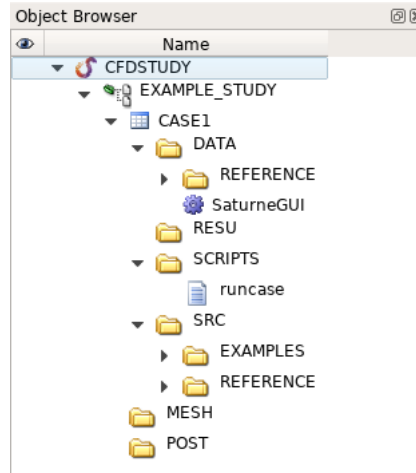 Object Browser
Name
CFDSTUDY
EXAMPLE_STUDY
CASE1
DATA
REFERENCE
SaturneGUI
RESU
SCRIPTS
runcase
SRC
EXAMPLES
REFERENCE
MESH
POST